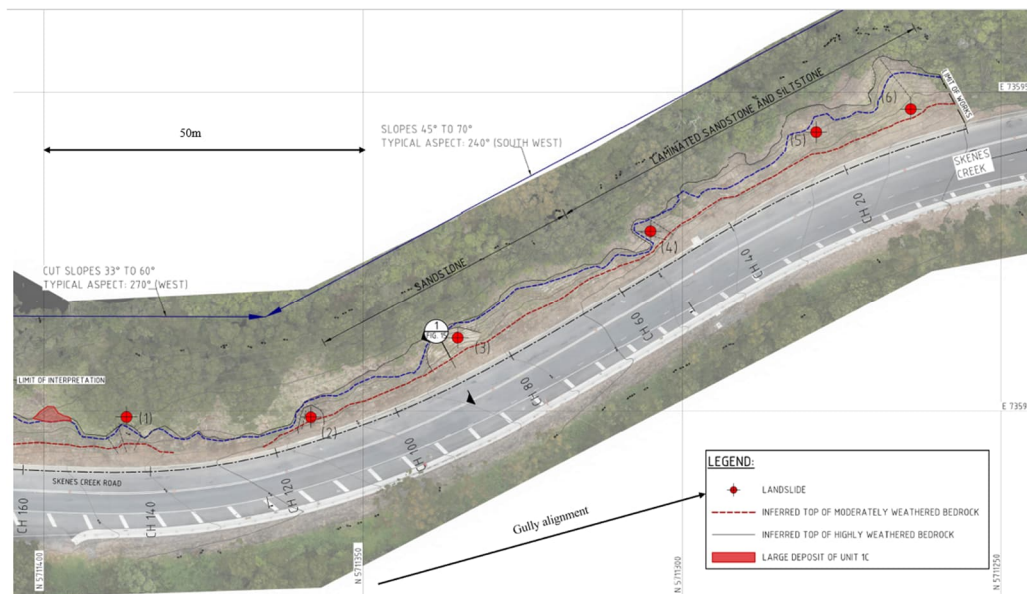 50m
SLOPES 45° TO 70°
TYPICAL ASPECT: 240° (SOUTH WEST)
LAMINATED SANDSTONE AND SILTSTONE
LIMIT OF WORKS
E 73595
(6)
(5)
SKENES
CREEK
CH 20
CUT SLOPES 33° TO 60°
TYPICAL ASPECT: 270° (WEST)
SANDSTONE
(4)
CH 40
1
(3)
CH 60
LIMIT OF INTERPRETATION
CH 80
(1)
(2)
E 7359
CH 100
SKENES CREEK ROAD
CH 120
CH 140
CH 160
Gully alignment
LEGEND:
LANDSLIDE
INFERRED TOP OF MODERATELY WEATHERED BEDROCK
INFERRED TOP OF HIGHLY WEATHERED BEDROCK
LARGE DEPOSIT OF UNIT 1C
N 5711400
N 5711350
N 5711300
N 5711250